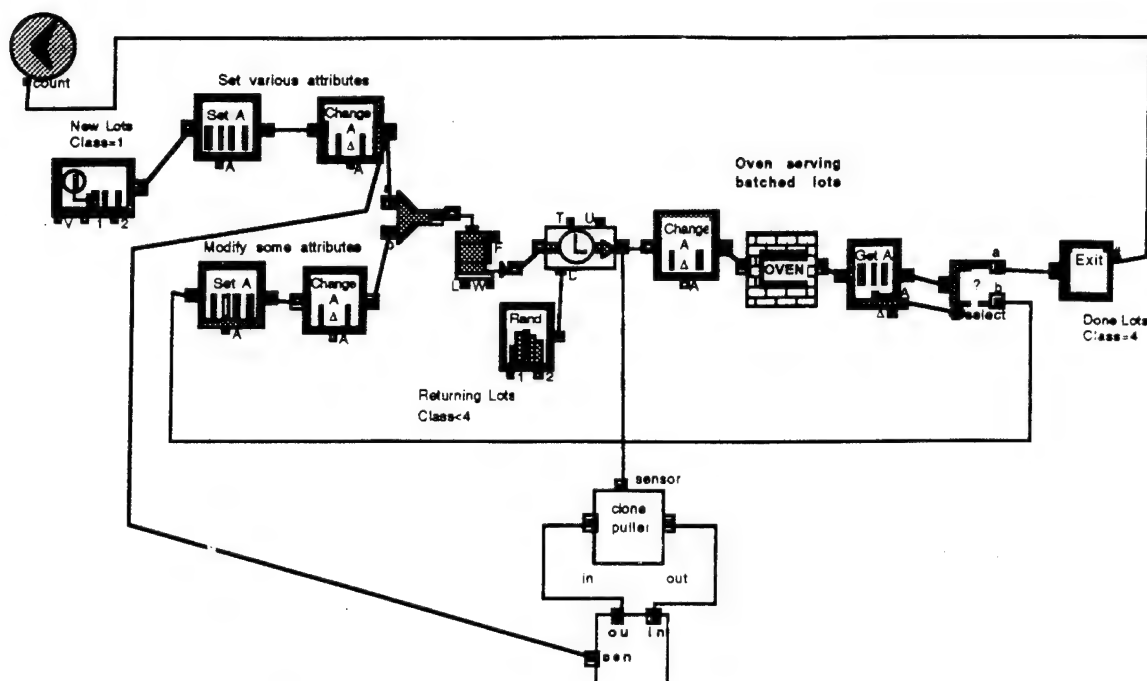 count
Set various attributes
New Lots
Class=1
Set A
A
Change
A
Δ
A
V 1 2
a
b
Modify some attributes
Set A
A
Change
A
Δ
A
F
L W
T U
D
Rand
1 2
Returning Lots
Class<4
Change
A
Δ
A
Oven serving
batched lots
OVEN
Get A
A
Δ
?
a
b
select
Exit
#
Done Lots
Class=4
sensor
clone
puller
in out
ou in
sen